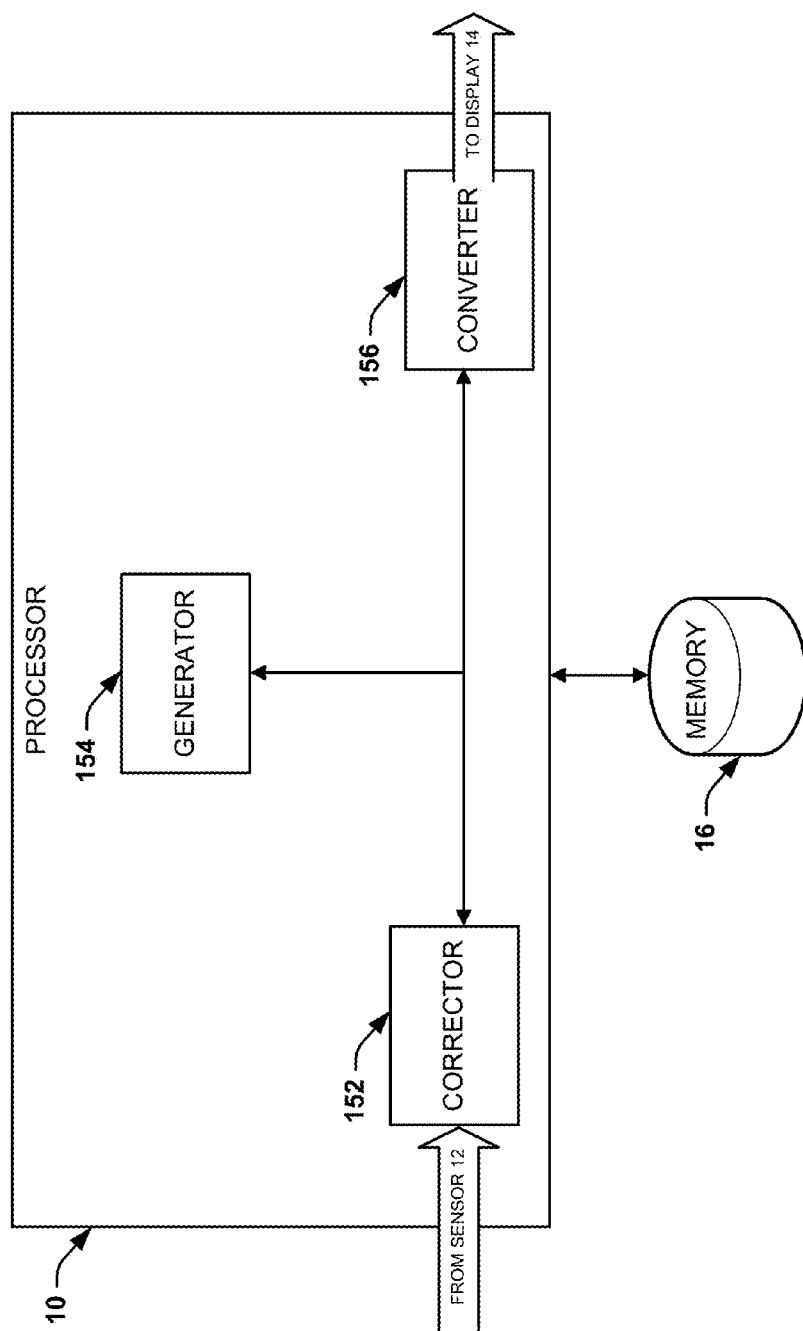 10
PROCESSOR
154
GENERATOR
152
CORRECTOR
156
CONVERTER
FROM SENSOR 12
TO DISPLAY 14
MEMORY
16